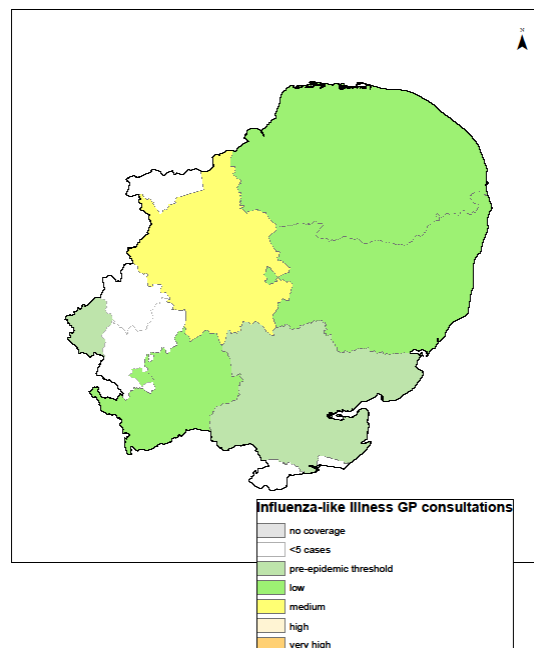 N
Influenza-like Illness GP consultations
no coverage
<5 cases
pre-epidemic threshold
low
medium
high
very high